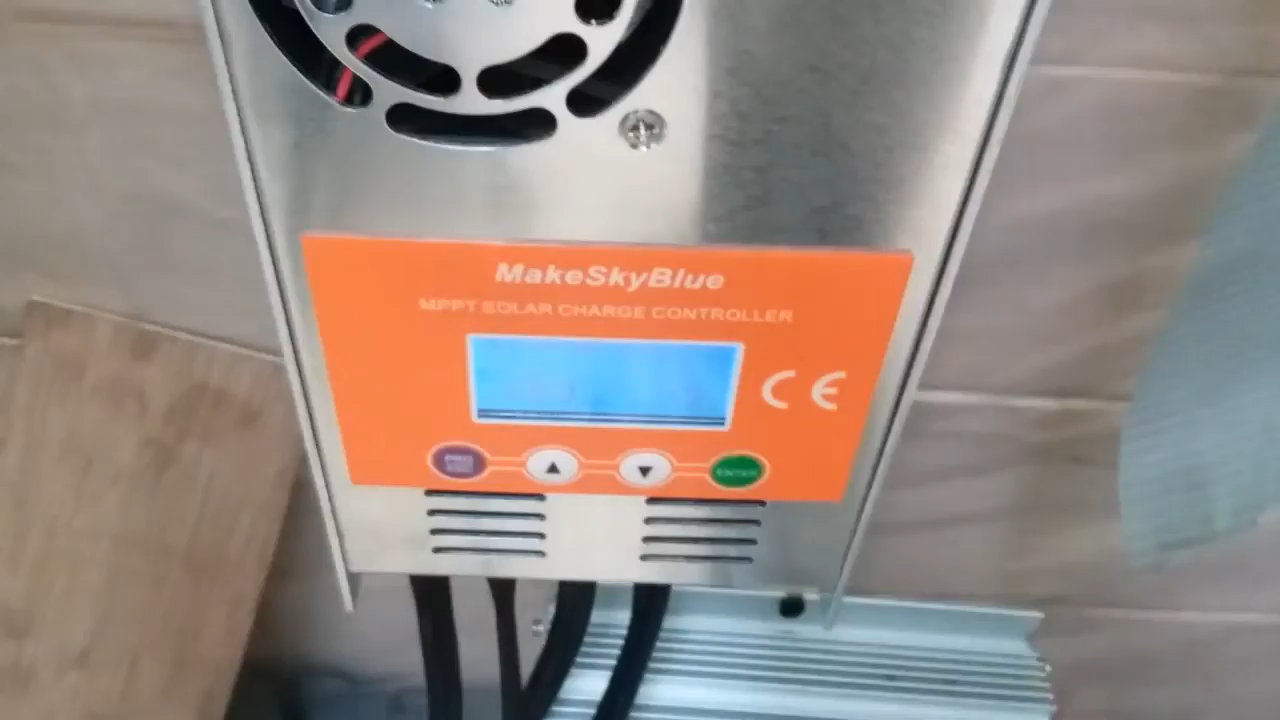 MakeSkyBlue
MPPT SOLAR CHARGE CONTROLLER
CE
ENTER